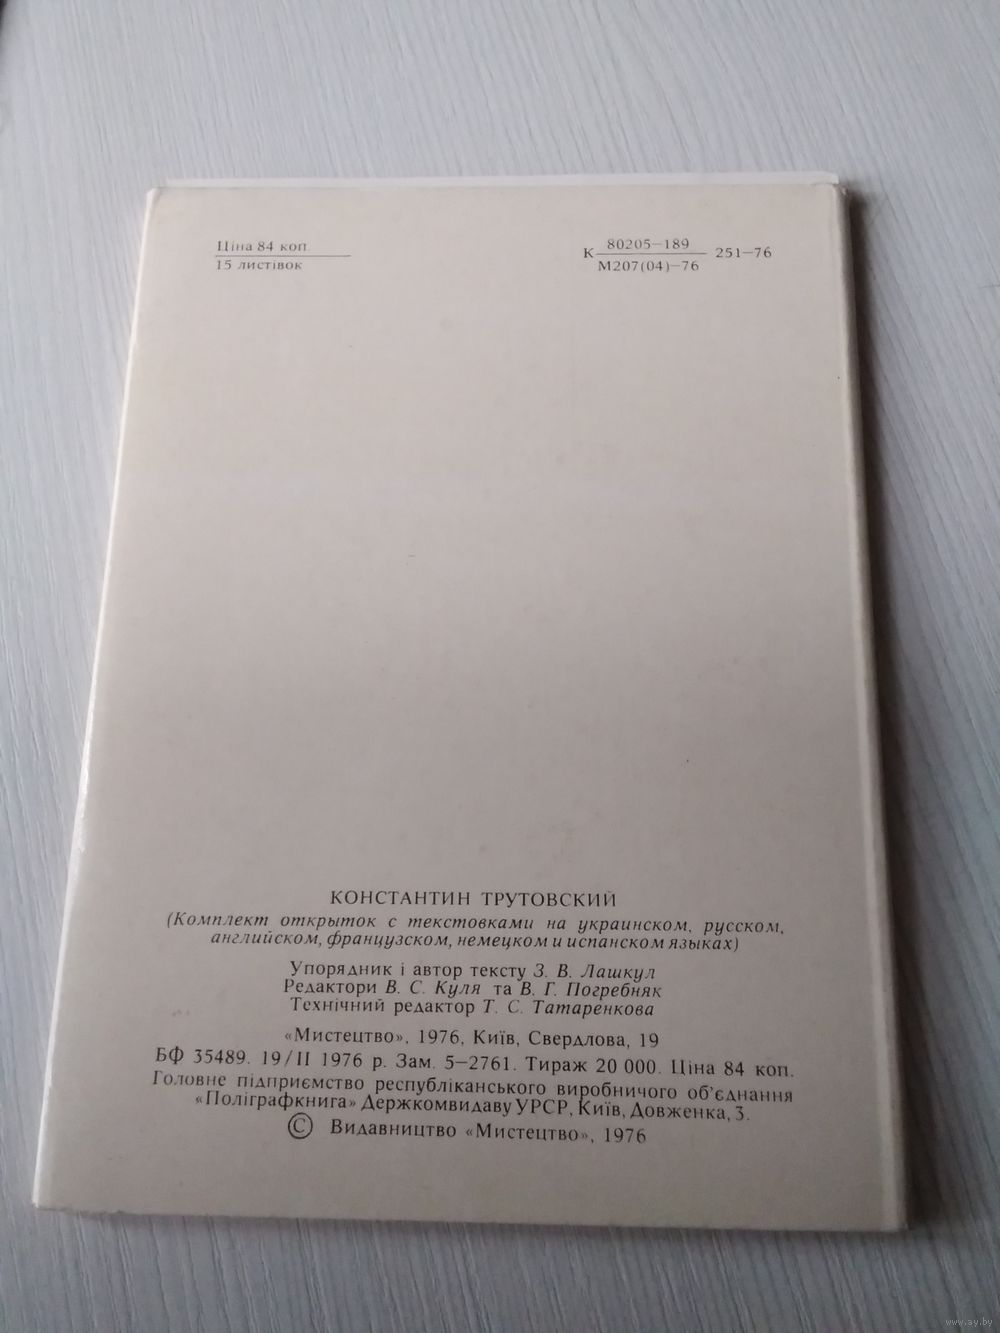 Ціна 84 коп.
15 листівок
К 80205—189 251—76
М207(04)—76
КОНСТАНТИН ТРУТОВСКИЙ
(Комплект открыток с текстовками на украинском, русском,
английском, французском, немецком и испанском языках)
Упорядник і автор тексту З. В. Лашкул
Редактори В. С. Куля та В. Г. Погребняк
Технічний редактор Т. С. Татаренкова
«Мистецтво», 1976, Київ, Свердлова, 19
БФ 35489. 19/II 1976 р. Зам. 5—2761. Тираж 20 000. Ціна 84 коп.
Головне підприємство республіканського виробничого об'єднання
«Поліграфкнига» Держкомвидаву УРСР, Київ, Довженка, 3.
© Видавництво «Мистецтво», 1976
www.ay.by